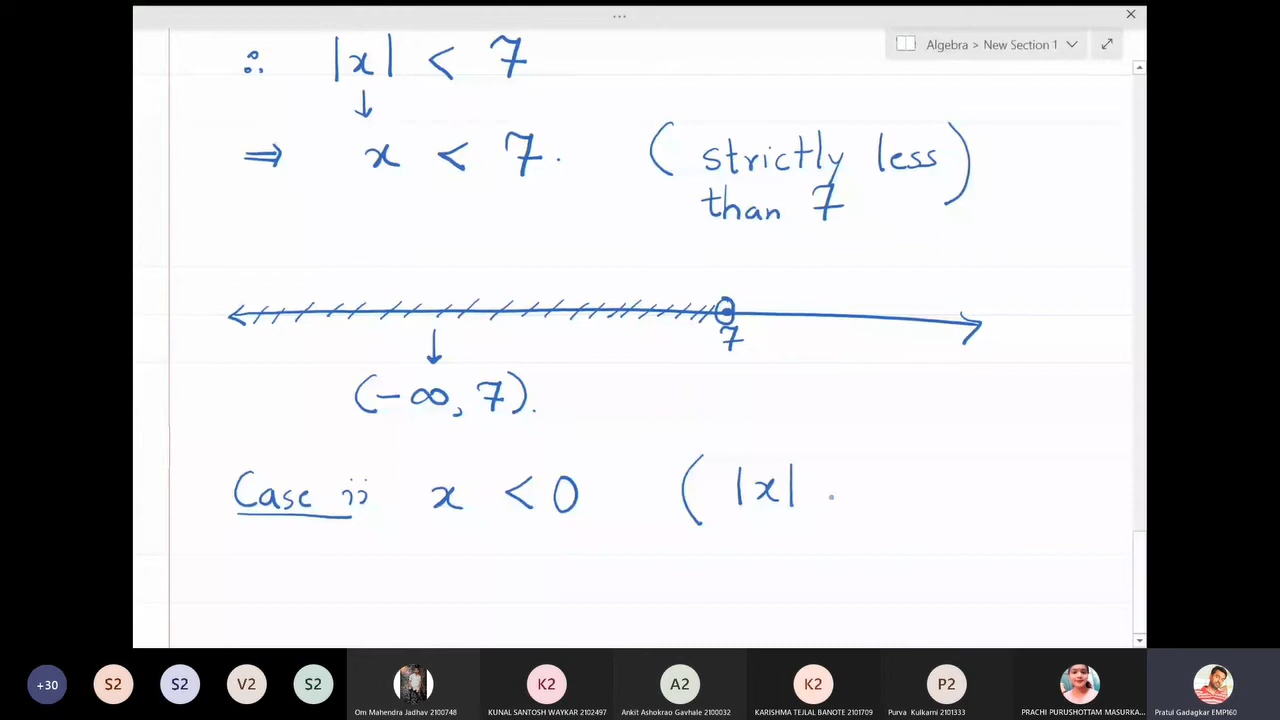 Algebra > New Section 1
∴ |x| < 7
⇒ x < 7. (strictly less
than 7)
7
(-∞, 7).
Case ii x < 0 ( |x|
+30
S2
S2
V2
S2
Om Mahendra Jadhav 2100748
K2
KUNAL SANTOSH WAYKAR 2102497
A2
Ankit Ashokrao Gavhale 2100032
K2
KARISHMA TEJLAL BANOTE 2101709
P2
Purva Kulkarni 2101333
PRACHI PURUSHOTTAM MASURKA...
Pratul Gadagkar EMP160